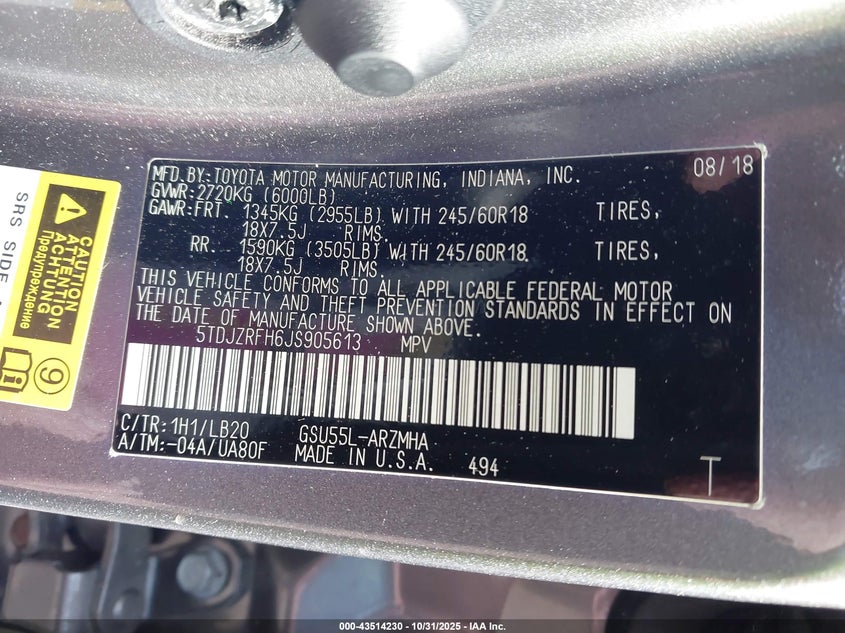 MFD.BY:TOYOTA MOTOR MANUFACTURING, INDIANA, INC. 08/18
GVWR:2720KG (6000LB)
GAWR:FRT. 1345KG (2955LB) WITH 245/60R18 TIRES,
18X7.5J RIMS.
RR. 1590KG (3505LB) WITH 245/60R18 TIRES,
18X7.5J RIMS.
THIS VEHICLE CONFORMS TO ALL APPLICABLE FEDERAL MOTOR
VEHICLE SAFETY AND THEFT PREVENTION STANDARDS IN EFFECT ON
THE DATE OF MANUFACTURE SHOWN ABOVE.
5TDJZRFH6JS905613 MPV
C/TR:1H1/LB20 GSU55L-ARZMHA
A/TM:-04A/UA80F MADE IN U.S.A. 494 T
SRS SIDE
CAUTION
ATTENTION
ACHTUNG
Предупреждение
9
000-43514230 - 10/31/2025 - IAA Inc.